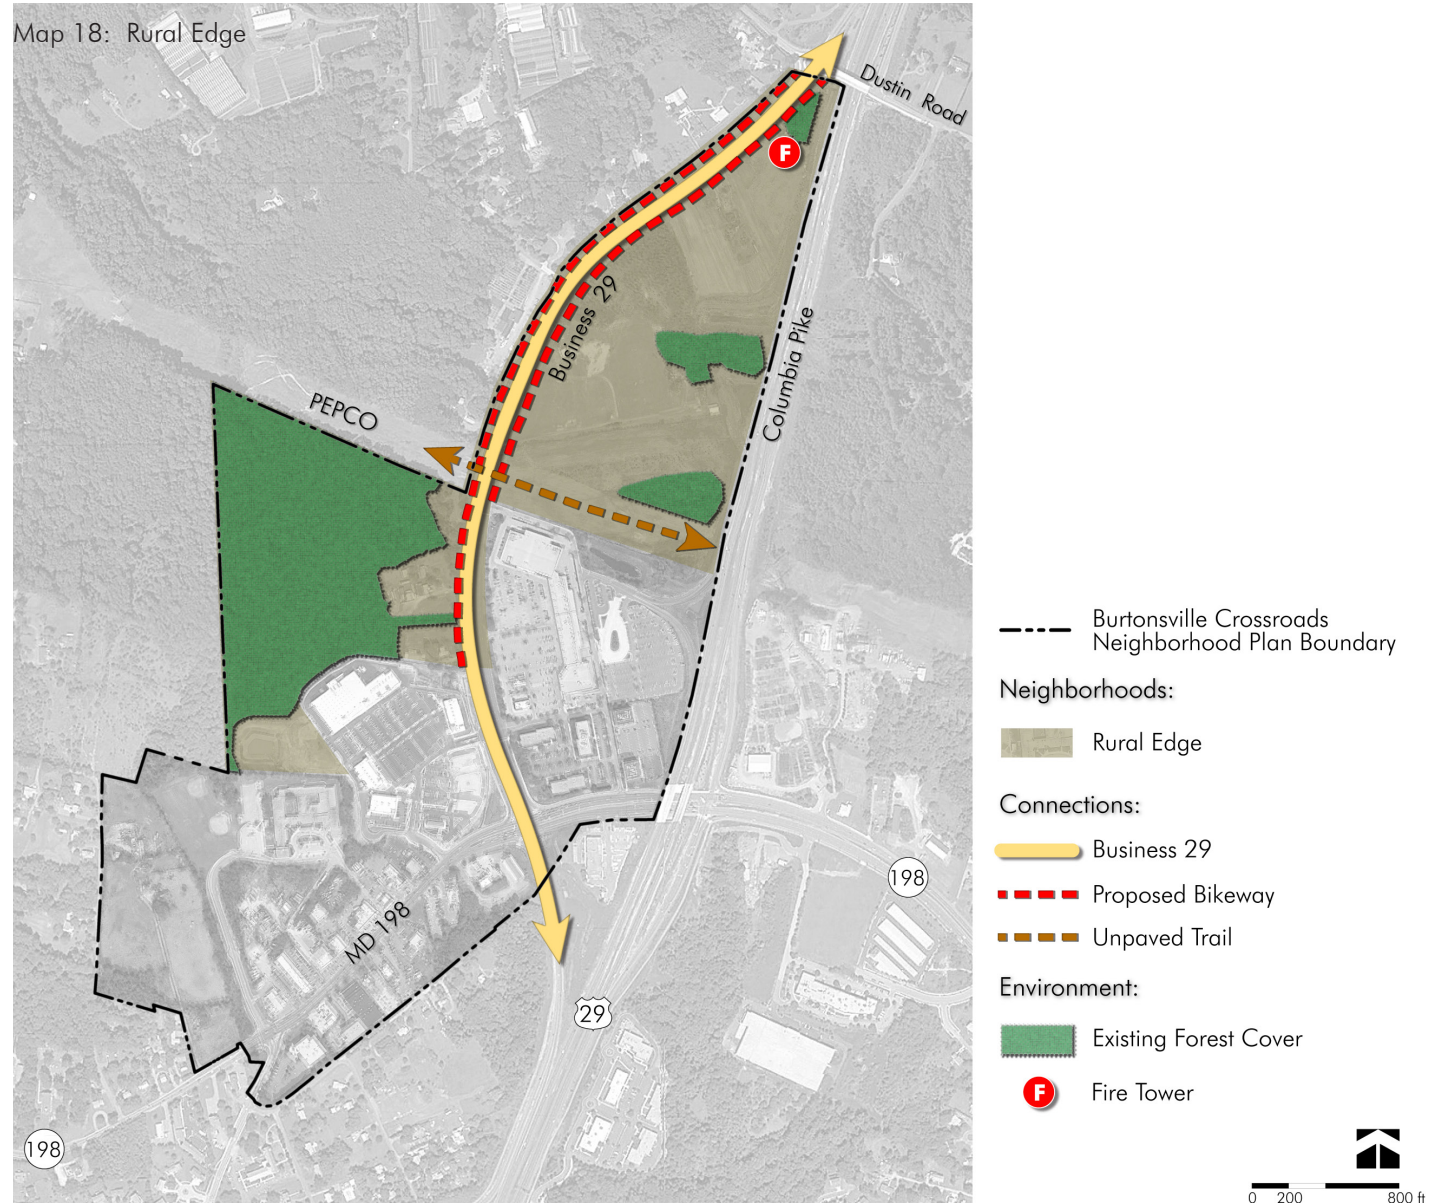 Map 18: Rural Edge
Dustin Road
F
Business 29
Columbia Pike
PEPCO
198
MD 198
29
198
Burtonsville Crossroads
Neighborhood Plan Boundary
Neighborhoods:
Rural Edge
Connections:
Business 29
Proposed Bikeway
Unpaved Trail
Environment:
Existing Forest Cover
F Fire Tower
0 200 800 ft